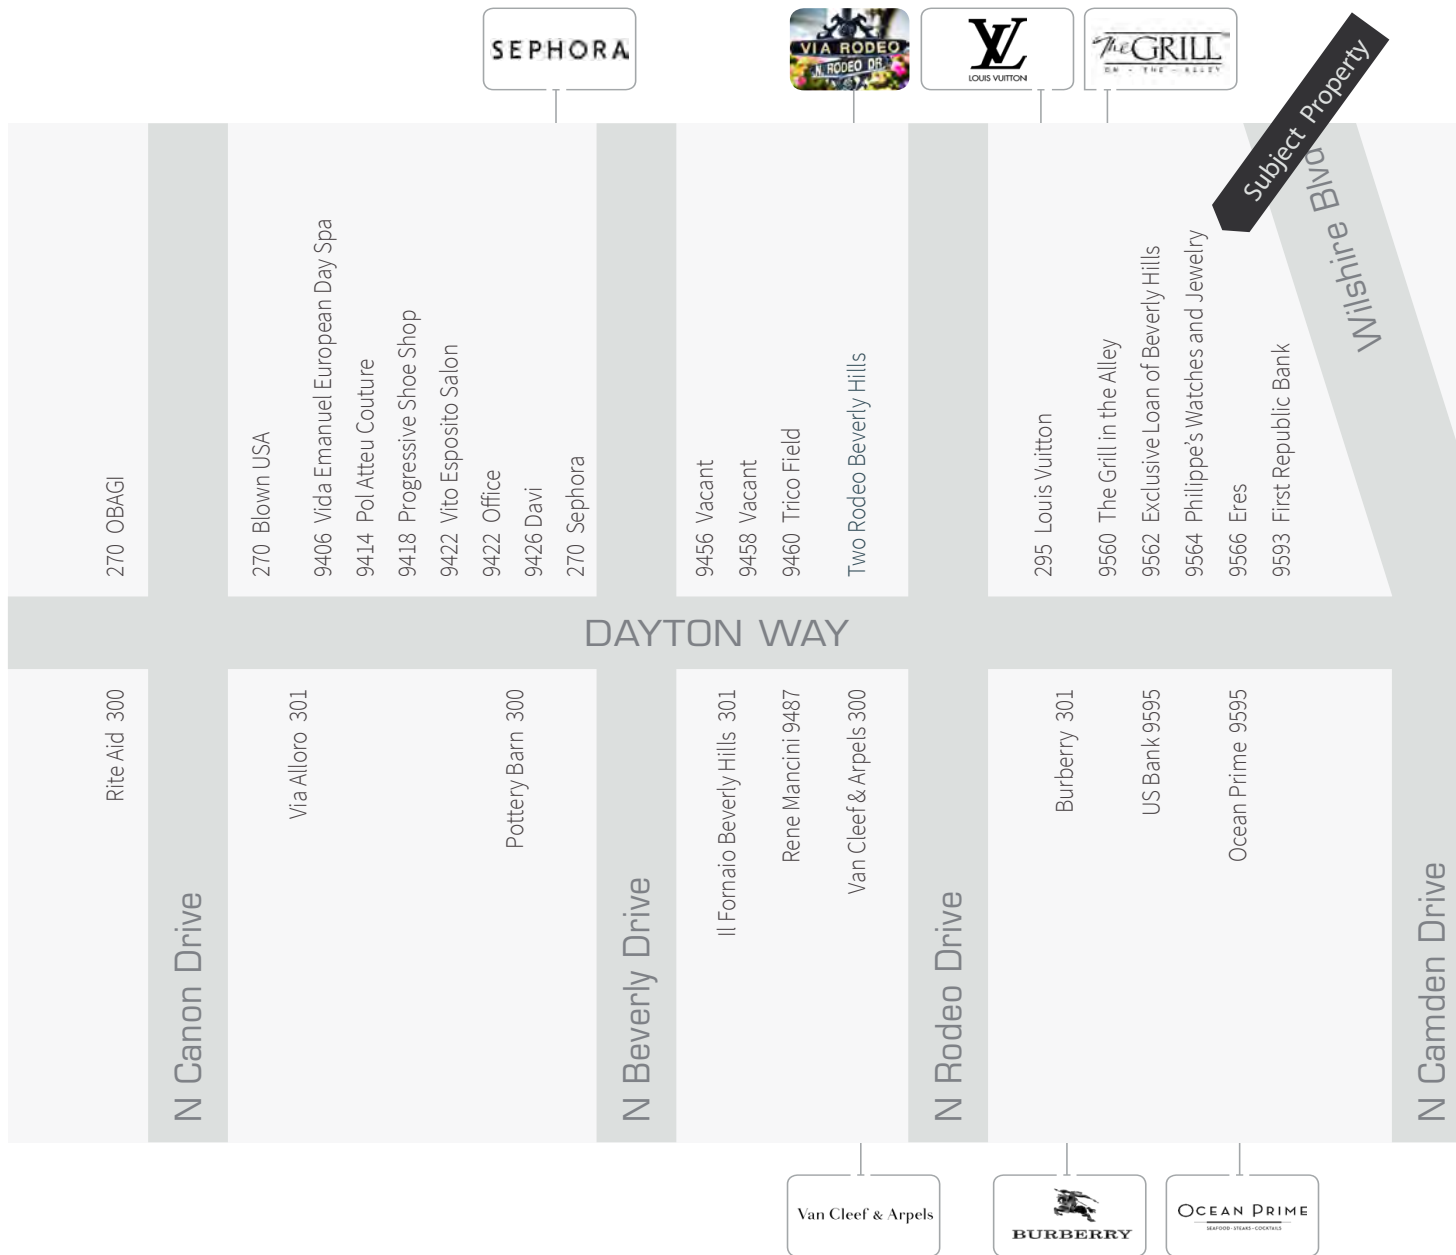 SEPHORA
VIA RODEO
N. RODEO DR.
LOUIS VUITTON
The GRILL
ON - THE - ALLEY
Subject Property
Wilshire Blvd
270 OBAGI
270 Blown USA
9406 Vida Emanuel European Day Spa
9414 Pol Atteu Couture
9418 Progressive Shoe Shop
9422 Vito Esposito Salon
9422 Office
9426 Davi
270 Sephora
9456 Vacant
9458 Vacant
9460 Trico Field
Two Rodeo Beverly Hills
295 Louis Vuitton
9560 The Grill in the Alley
9562 Exclusive Loan of Beverly Hills
9564 Philippe’s Watches and Jewelry
9566 Eres
9593 First Republic Bank
DAYTON WAY
Rite Aid 300
Via Alloro 301
Pottery Barn 300
Il Fornaio Beverly Hills 301
Rene Mancini 9487
Van Cleef & Arpels 300
Burberry 301
US Bank 9595
Ocean Prime 9595
N Canon Drive
N Beverly Drive
N Rodeo Drive
N Camden Drive
Van Cleef & Arpels
BURBERRY
OCEAN PRIME
SEAFOOD · STEAKS · COCKTAILS